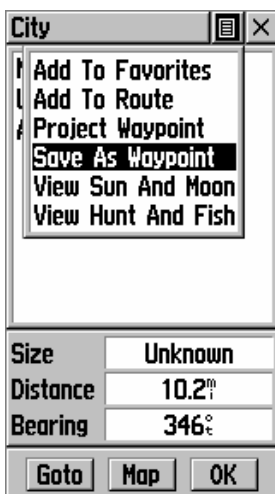 City
Add To Favorites
Add To Route
Project Waypoint
Save As Waypoint
View Sun And Moon
View Hunt And Fish
Size Unknown
Distance 10.2mi
Bearing 346°
Goto Map OK